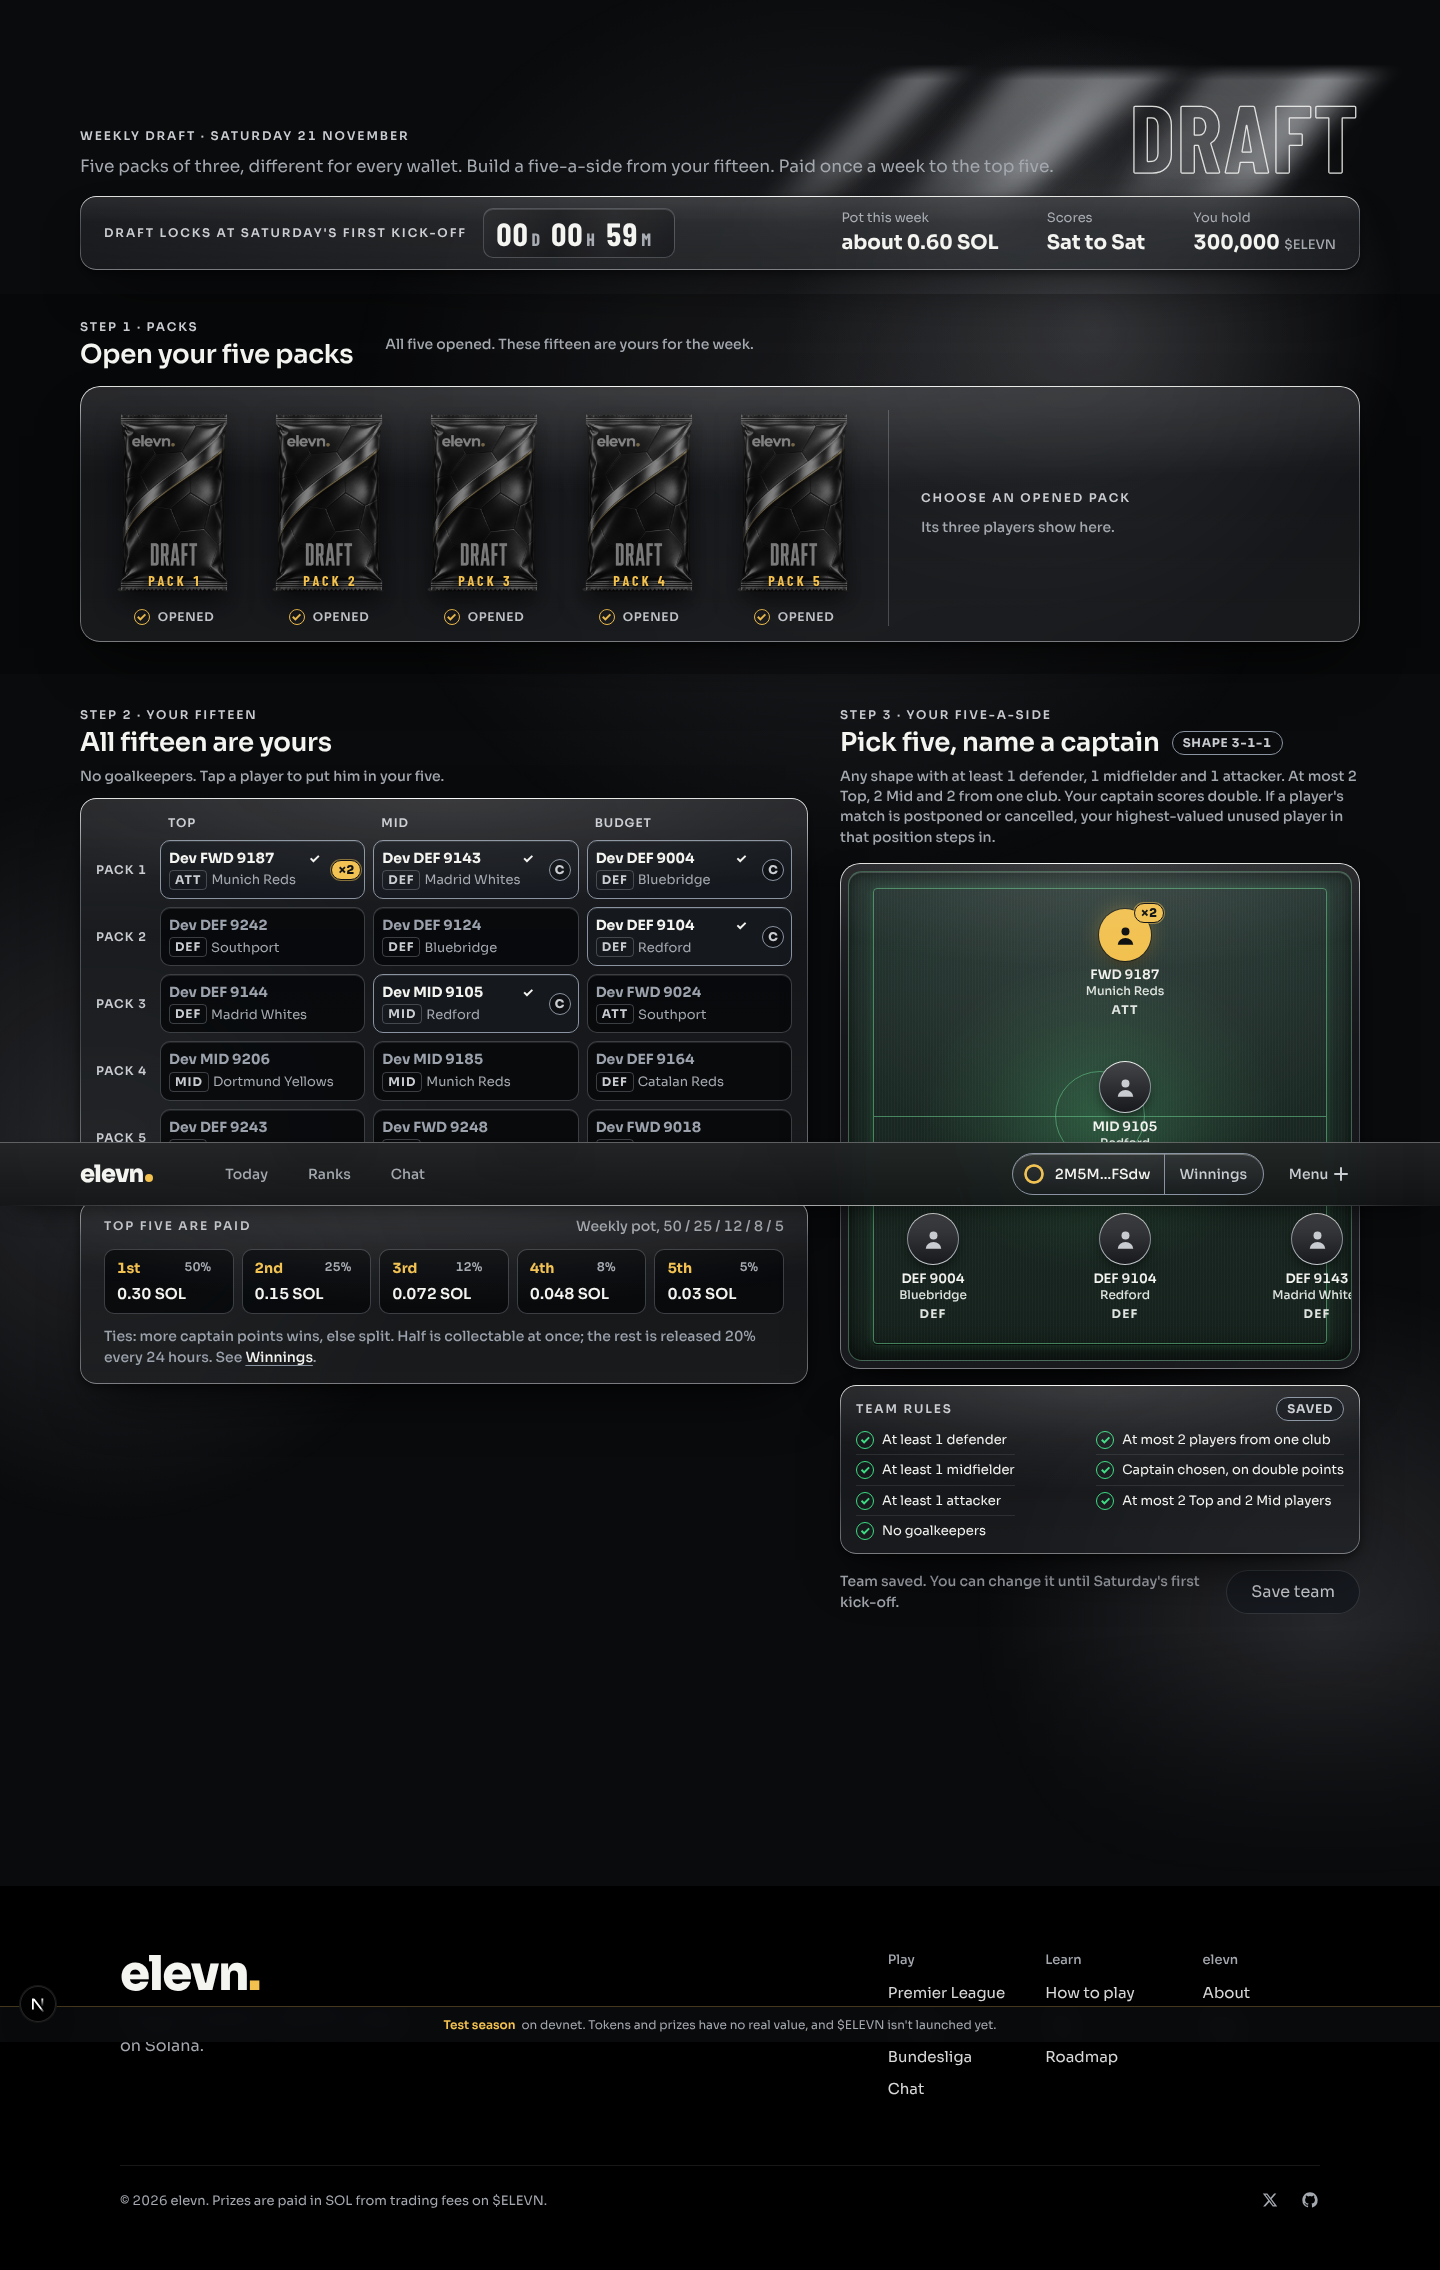 DRAFT
WEEKLY DRAFT · SATURDAY 21 NOVEMBER
Five packs of three, different for every wallet. Build a five-a-side from your fifteen. Paid once a week to the top five.
DRAFT LOCKS AT SATURDAY'S FIRST KICK-OFF
00 D 00 H 59 M
Pot this week
about 0.60 SOL
Scores
Sat to Sat
You hold
300,000 $ELEVN
STEP 1 · PACKS
Open your five packs
All five opened. These fifteen are yours for the week.
elevn. elevn. elevn. elevn. elevn.
DRAFT DRAFT DRAFT DRAFT DRAFT
PACK 1 PACK 2 PACK 3 PACK 4 PACK 5
OPENED OPENED OPENED OPENED OPENED
CHOOSE AN OPENED PACK
Its three players show here.
STEP 2 · YOUR FIFTEEN
All fifteen are yours
No goalkeepers. Tap a player to put him in your five.
TOP MID BUDGET
PACK 1
Dev FWD 9187
ATT Munich Reds
×2
Dev DEF 9143
DEF Madrid Whites
C
Dev DEF 9004
DEF Bluebridge
C
PACK 2
Dev DEF 9242
DEF Southport
Dev DEF 9124
DEF Bluebridge
Dev DEF 9104
DEF Redford
C
PACK 3
Dev DEF 9144
DEF Madrid Whites
Dev MID 9105
MID Redford
C
Dev FWD 9024
ATT Southport
PACK 4
Dev MID 9206
MID Dortmund Yellows
Dev MID 9185
MID Munich Reds
Dev DEF 9164
DEF Catalan Reds
PACK 5
Dev DEF 9243
Dev FWD 9248
Dev FWD 9018
STEP 3 · YOUR FIVE-A-SIDE
Pick five, name a captain
SHAPE 3-1-1
Any shape with at least 1 defender, 1 midfielder and 1 attacker. At most 2
Top, 2 Mid and 2 from one club. Your captain scores double. If a player's
match is postponed or cancelled, your highest-valued unused player in
that position steps in.
×2
FWD 9187
Munich Reds
ATT
MID 9105
Redford
elevn.
Today Ranks Chat
2M5M...FSdw
Winnings
Menu
DEF 9004
Bluebridge
DEF
DEF 9104
Redford
DEF
DEF 9143
Madrid White
DEF
TOP FIVE ARE PAID
Weekly pot, 50 / 25 / 12 / 8 / 5
1st 50%
0.30 SOL
2nd 25%
0.15 SOL
3rd 12%
0.072 SOL
4th 8%
0.048 SOL
5th 5%
0.03 SOL
Ties: more captain points wins, else split. Half is collectable at once; the rest is released 20%
every 24 hours. See Winnings.
TEAM RULES
SAVED
At least 1 defender
At least 1 midfielder
At least 1 attacker
No goalkeepers
At most 2 players from one club
Captain chosen, on double points
At most 2 Top and 2 Mid players
Team saved. You can change it until Saturday's first
kick-off.
Save team
elevn.
on Solana.
Play
Premier League
Bundesliga
Chat
Learn
How to play
Roadmap
elevn
About
N
Test season on devnet. Tokens and prizes have no real value, and $ELEVN isn't launched yet.
© 2026 elevn. Prizes are paid in SOL from trading fees on $ELEVN.